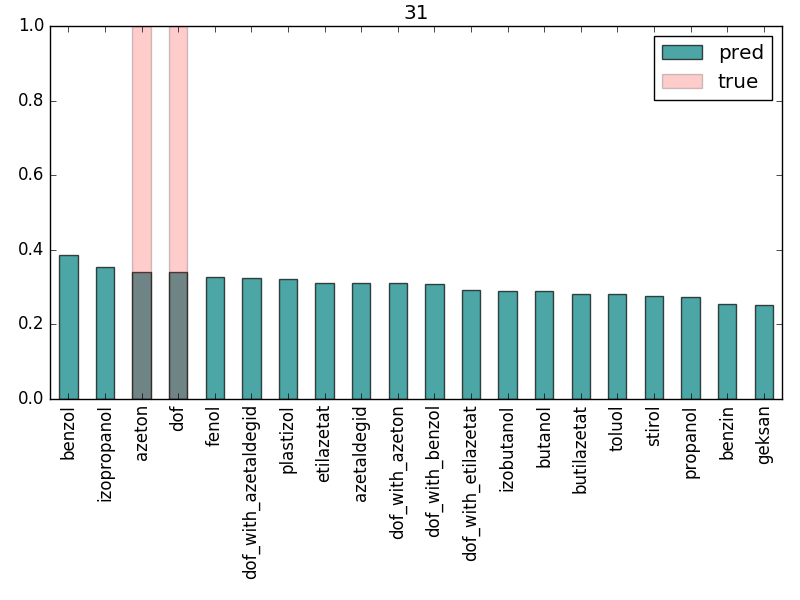 31
1.0
0.8
0.6
0.4
0.2
0.0
pred
true
benzol
izopropanol
azeton
dof
fenol
dof_with_azetaldegid
plastizol
etilazetat
azetaldegid
dof_with_azeton
dof_with_benzol
dof_with_etilazetat
izobutanol
butanol
butilazetat
toluol
stirol
propanol
benzin
geksan